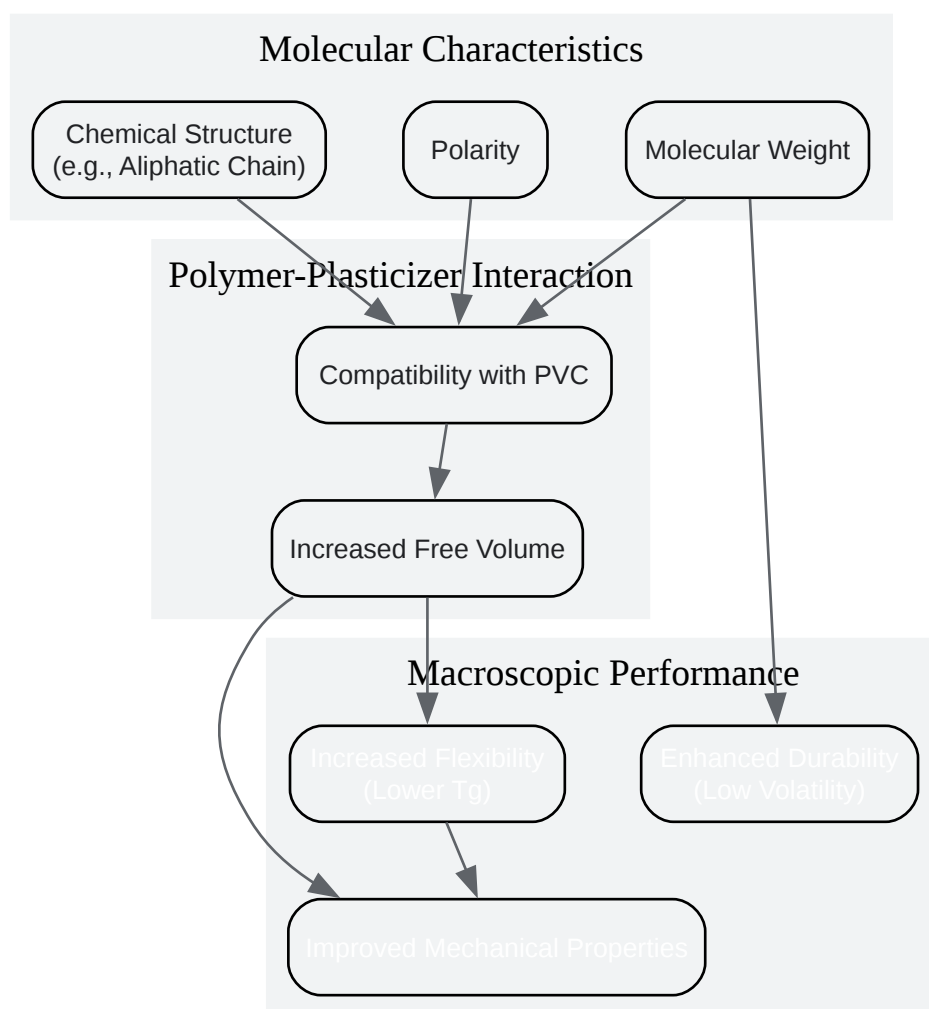 Molecular Characteristics
Chemical Structure
(e.g., Aliphatic Chain)
Polarity
Molecular Weight
Polymer-Plasticizer Interaction
Compatibility with PVC
Increased Free Volume
Macroscopic Performance
Increased Flexibility
(Lower Tg)
Enhanced Durability
(Low Volatility)
Improved Mechanical Properties